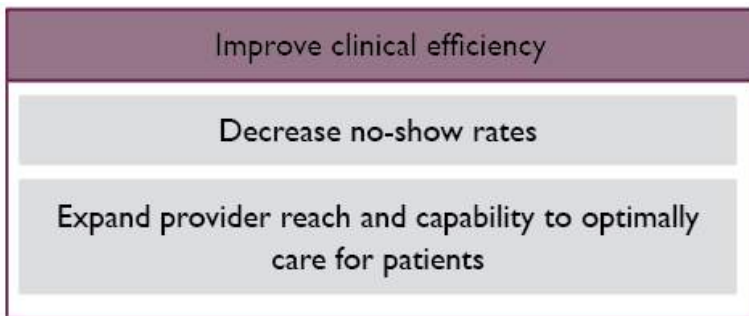 Improve clinical efficiency
Decrease no-show rates
Expand provider reach and capability to optimally
care for patients